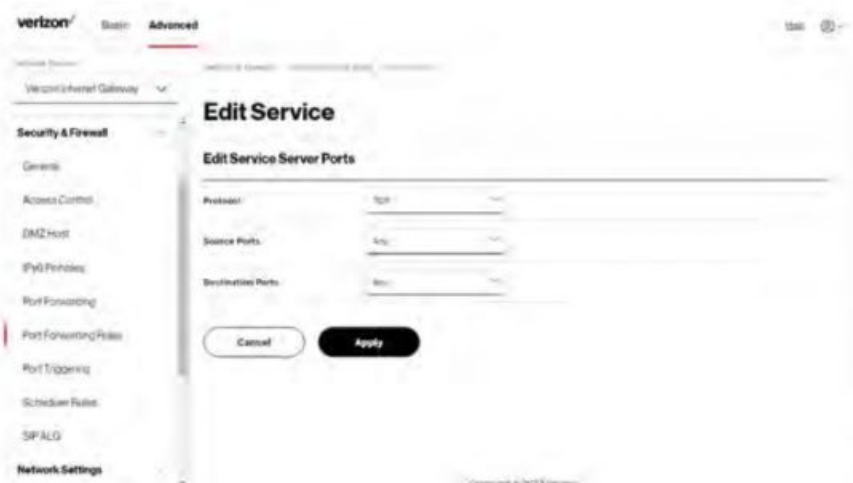 verizon✓
Basic Advanced
Verizon Internet Gateway
Security & Firewall
General
Access Control
DMZ Host
IPv6 Pinholes
Port Forwarding
Port Forwarding Rules
Port Triggering
Scheduler Rules
SIP ALG
Network Settings
Edit Service
Edit Service Server Ports
Protocol
TCP
Source Ports
Any
Destination Ports
Any
Cancel Apply